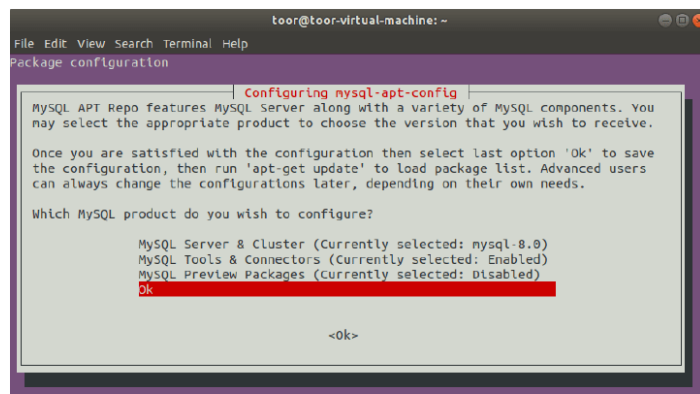 toor@toor-virtual-machine: ~
File Edit View Search Terminal Help
Package configuration
Configuring mysql-apt-config
MySQL APT Repo features MySQL Server along with a variety of MySQL components. You
may select the appropriate product to choose the version that you wish to receive.
Once you are satisfied with the configuration then select last option 'Ok' to save
the configuration, then run 'apt-get update' to load package list. Advanced users
can always change the configurations later, depending on their own needs.
Which MySQL product do you wish to configure?
MySQL Server & Cluster (Currently selected: mysql-8.0)
MySQL Tools & Connectors (Currently selected: Enabled)
MySQL Preview Packages (Currently selected: Disabled)
Ok
<Ok>